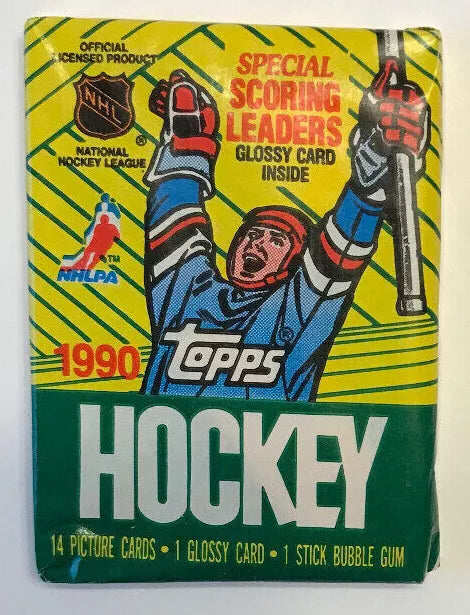 OFFICIAL
LICENSED PRODUCT
NHL
®
NATIONAL
HOCKEY LEAGUE
SPECIAL
SCORING
LEADERS
GLOSSY CARD
INSIDE
TM
NHLPA
1990
topps
®
HOCKEY
14 PICTURE CARDS • 1 GLOSSY CARD • 1 STICK BUBBLE GUM